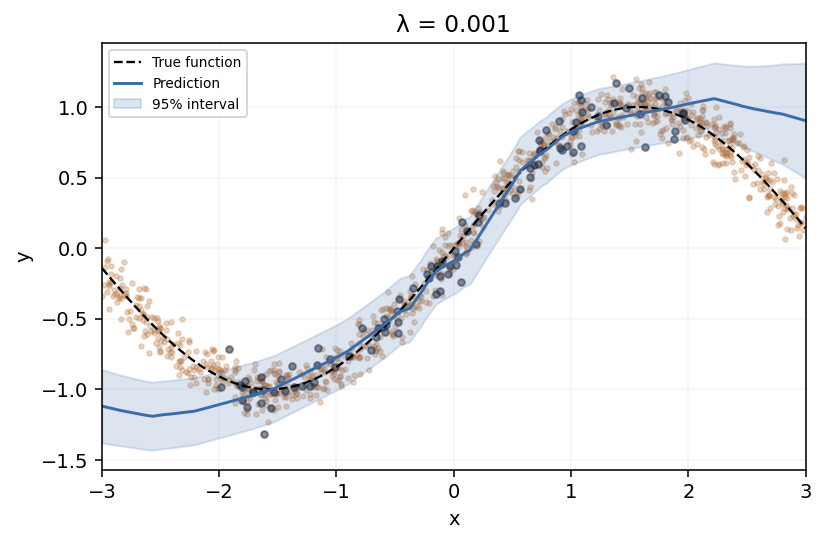 λ = 0.001
True function
Prediction
95% interval
y
1.0
0.5
0.0
−0.5
−1.0
−1.5
−3 −2 −1 0 1 2 3
x